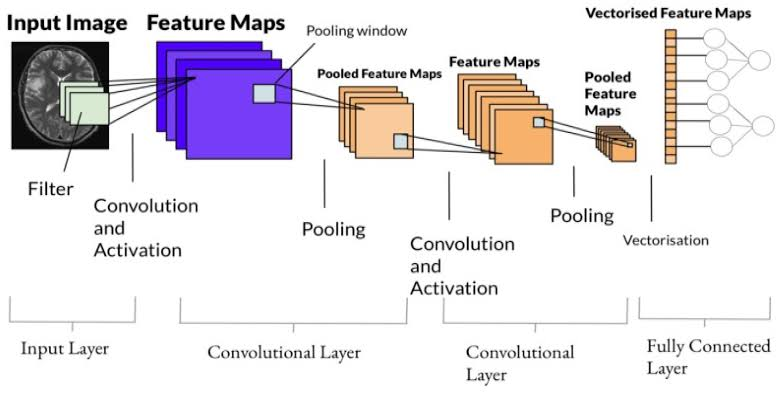 Input Image
Feature Maps
Pooling window
Pooled Feature Maps
Feature Maps
Vectorised Feature Maps
Pooled
Feature
Maps
Filter
Convolution
and
Activation
Pooling
Convolution
and
Activation
Pooling
Vectorisation
Input Layer
Convolutional Layer
Convolutional
Layer
Fully Connected
Layer